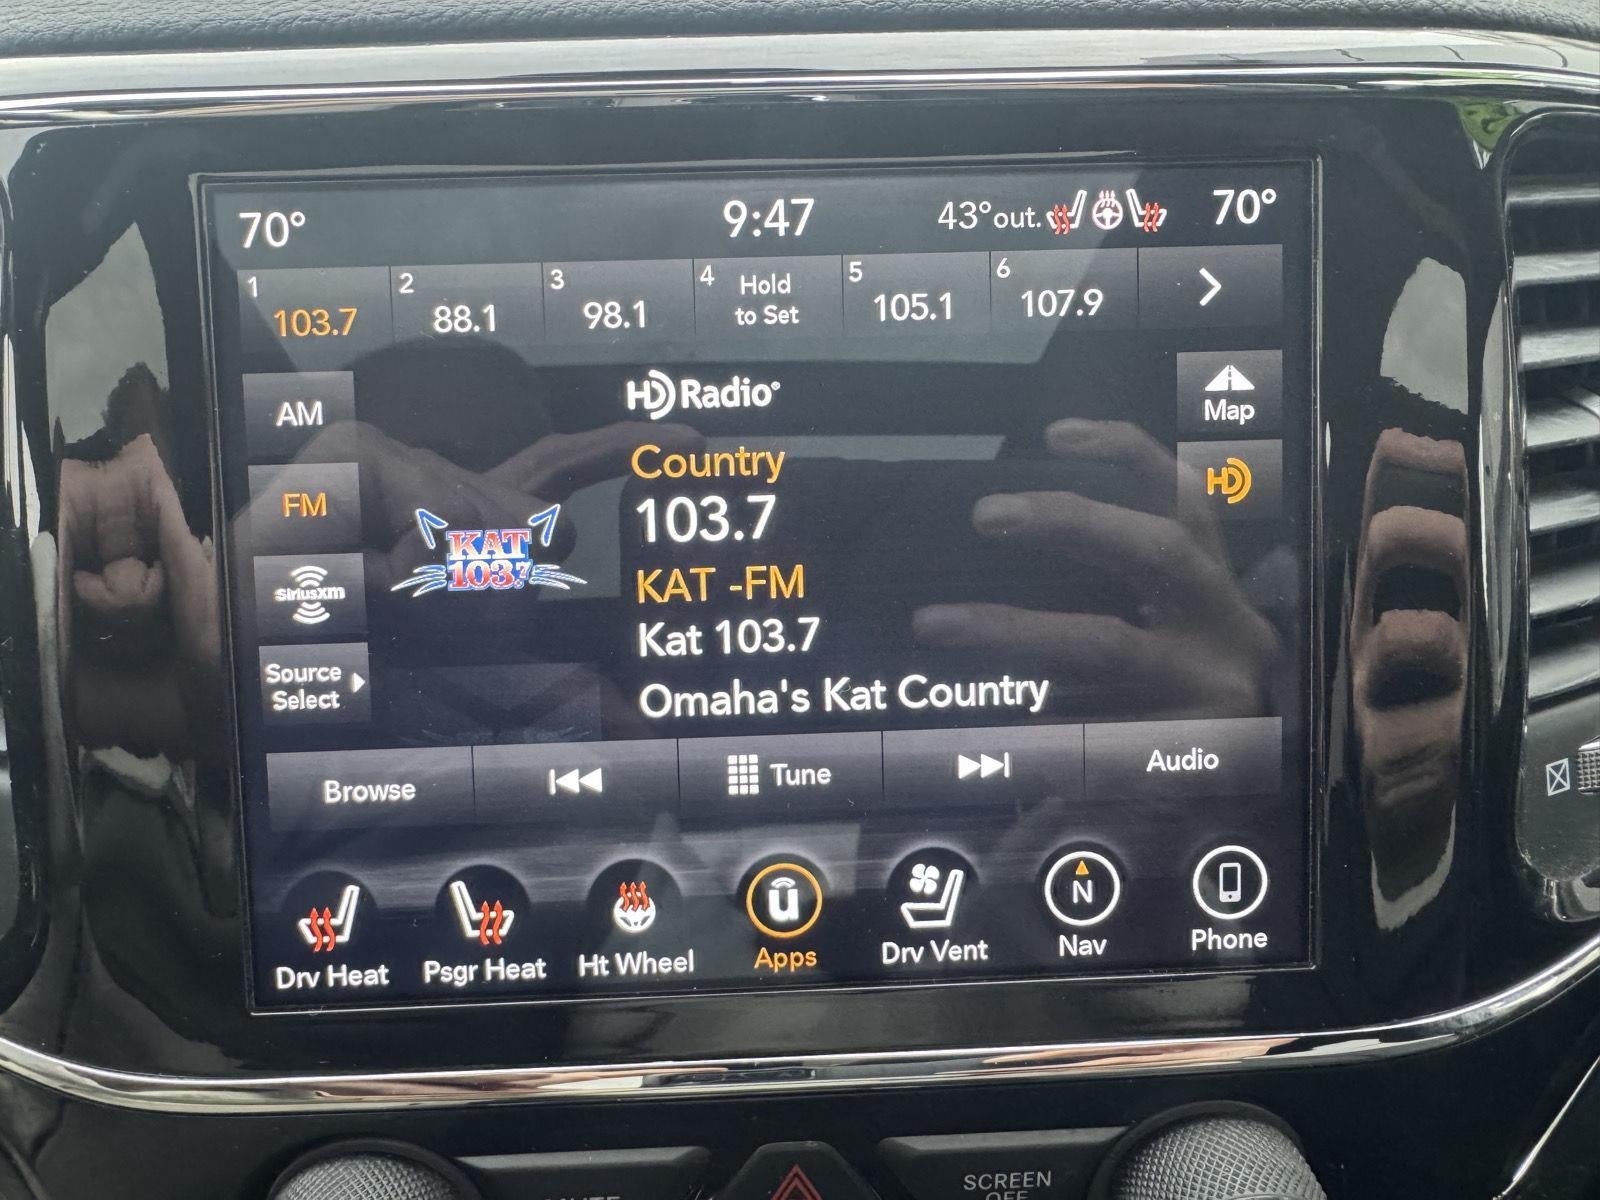 70°
9:47
43°out.
70°
1
103.7
2
88.1
3
98.1
4
Hold
to Set
5
105.1
6
107.9
AM
HD Radio®
Map
Country
FM
HD
103.7
KAT
103.7
KAT -FM
SiriusXM
Kat 103.7
Source
Select
Omaha's Kat Country
Browse
Tune
Audio
u
N
Drv Heat
Psgr Heat
Ht Wheel
Apps
Drv Vent
Nav
Phone
SCREEN
OFF